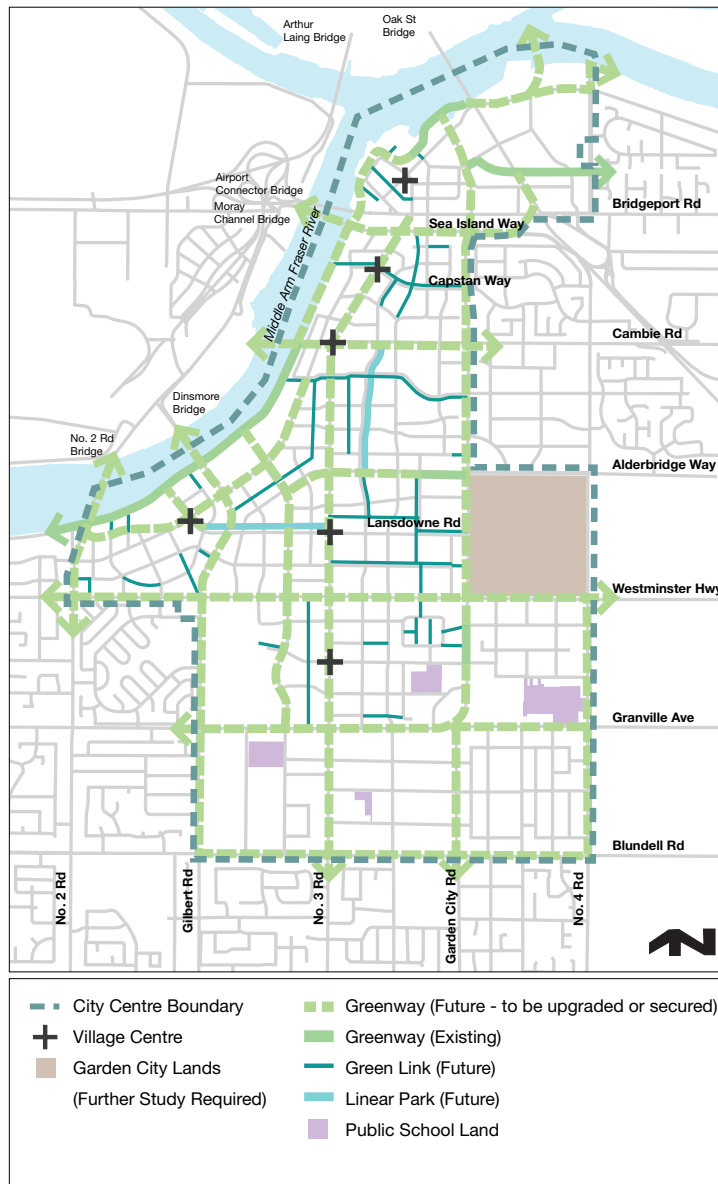 Arthur
Laing Bridge
Oak St
Bridge
Airport
Connector Bridge
Moray
Channel Bridge
Bridgeport Rd
Sea Island Way
Middle Arm Fraser River
Capstan Way
Cambie Rd
Dinsmore
Bridge
No. 2 Rd
Bridge
Alderbridge Way
Lansdowne Rd
Westminster Hwy
Granville Ave
Blundell Rd
No. 2 Rd
Gilbert Rd
No. 3 Rd
Garden City Rd
No. 4 Rd
N
City Centre Boundary
Village Centre
Garden City Lands
(Further Study Required)
Greenway (Future - to be upgraded or secured)
Greenway (Existing)
Green Link (Future)
Linear Park (Future)
Public School Land